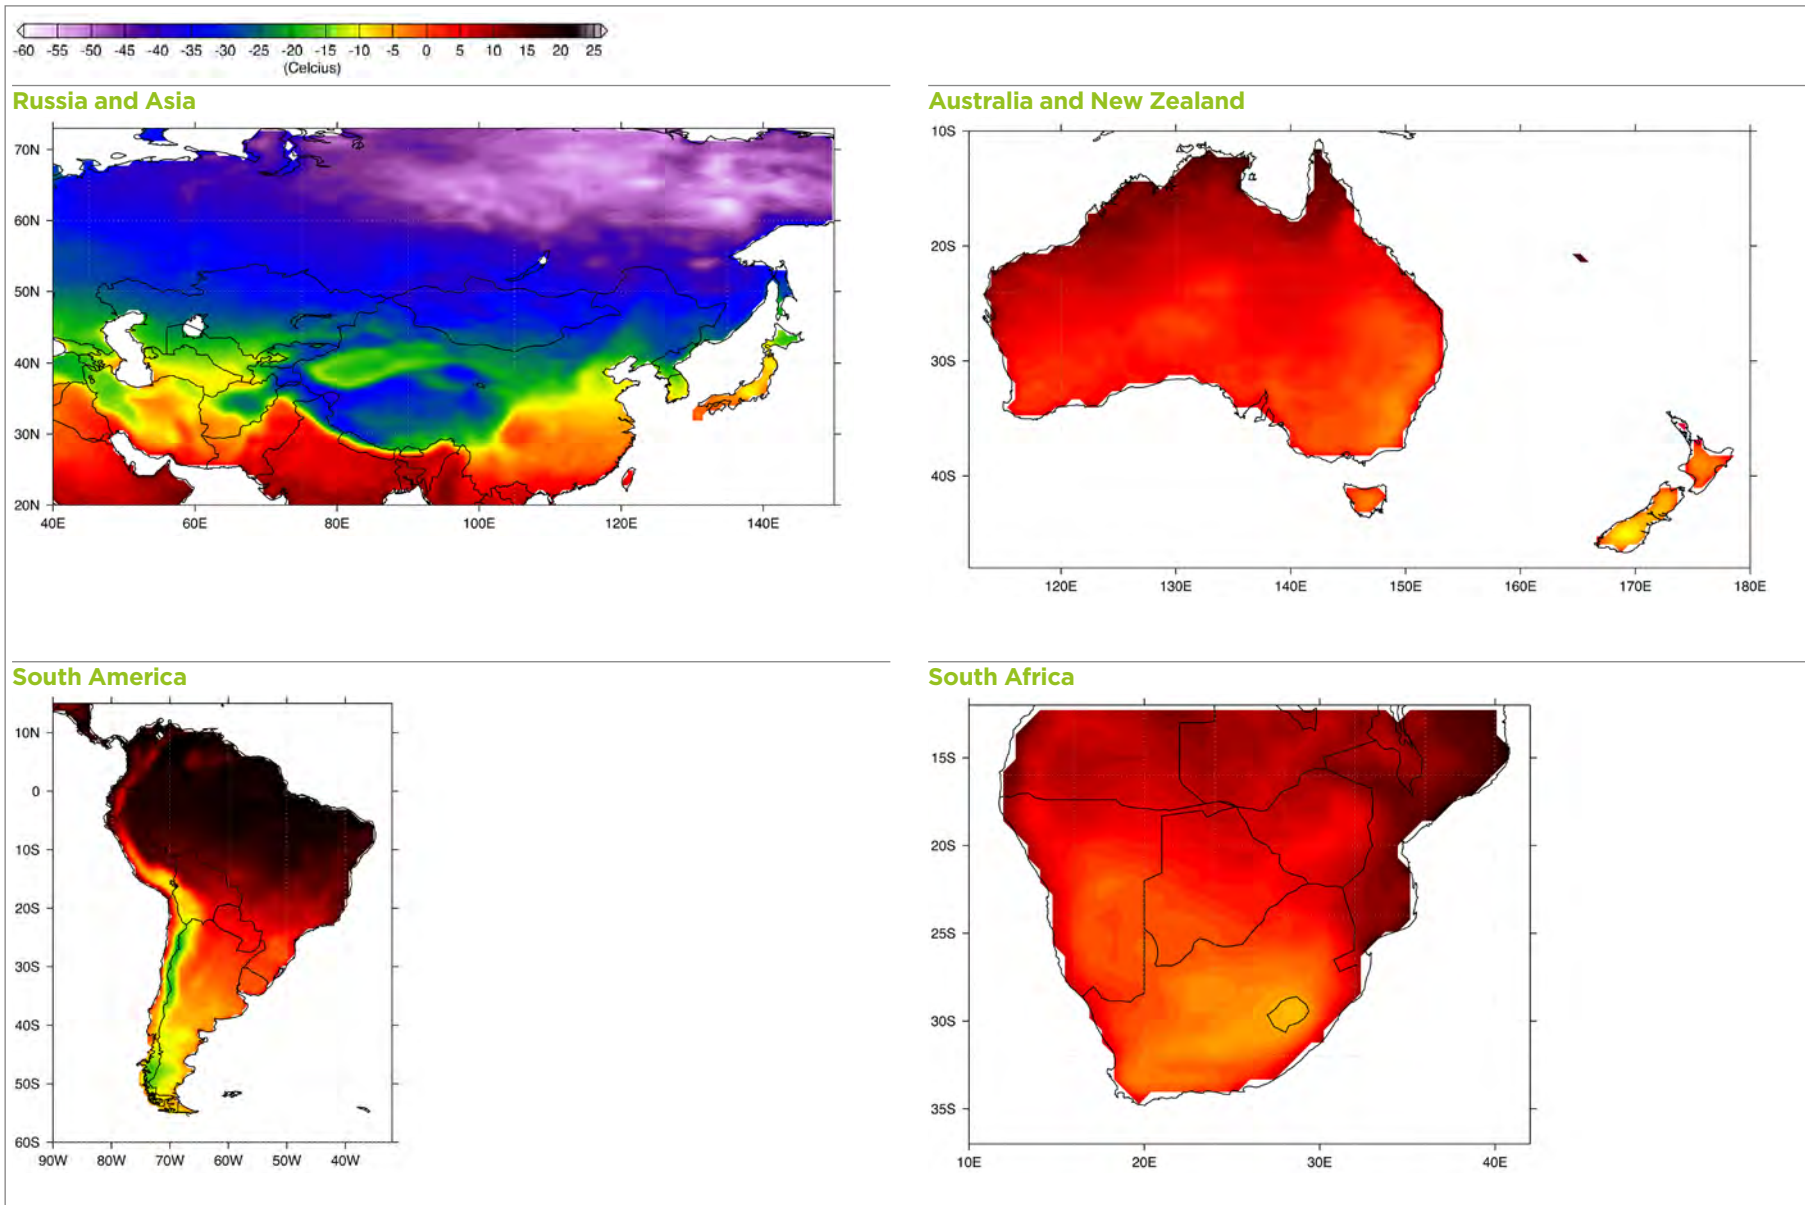 -60 -55 -50 -45 -40 -35 -30 -25 -20 -15 -10 -5 0 5 10 15 20 25
(Celcius)
Russia and Asia
70N
60N
50N
40N
30N
20N
40E 60E 80E 100E 120E 140E
Australia and New Zealand
10S
20S
30S
40S
120E 130E 140E 150E 160E 170E 180E
South America
10N
0
10S
20S
30S
40S
50S
60S
90W 80W 70W 60W 50W 40W
South Africa
15S
20S
25S
30S
35S
10E 20E 30E 40E